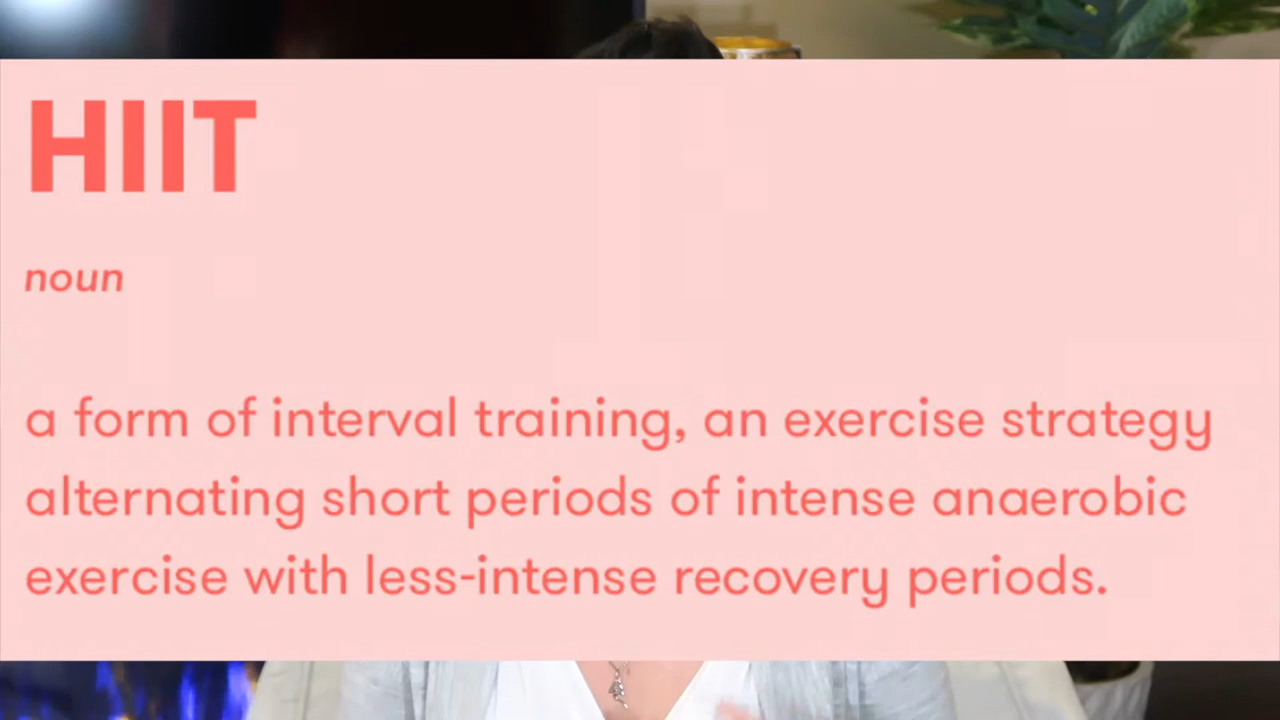 HIIT
noun
a form of interval training, an exercise strategy
alternating short periods of intense anaerobic
exercise with less-intense recovery periods.